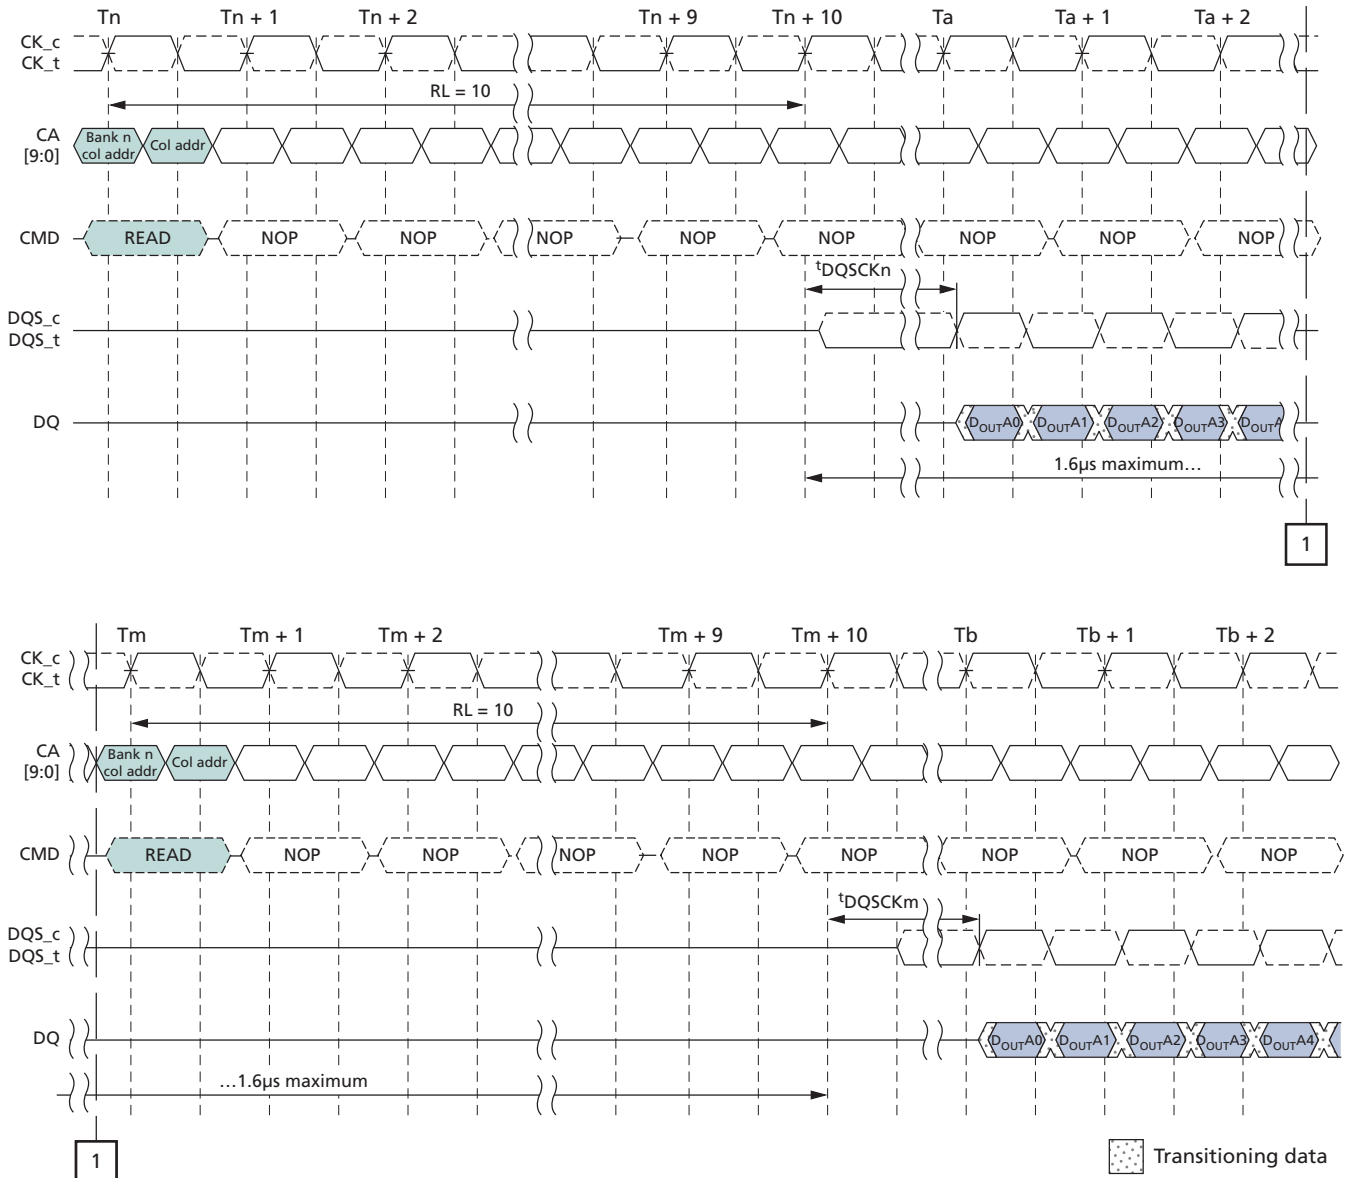 Tn Tn + 1 Tn + 2 Tn + 9 Tn + 10 Ta Ta + 1 Ta + 2
CK_c
CK_t
RL = 10
CA
[9:0]
Bank n
col addr
Col addr
CMD READ NOP NOP NOP NOP NOP NOP NOP NOP
tDQSCKn
DQS_c
DQS_t
DQ DOUTA0 DOUTA1 DOUTA2 DOUTA3 DOUTA
1.6µs maximum…
1
Tm Tm + 1 Tm + 2 Tm + 9 Tm + 10 Tb Tb + 1 Tb + 2
CK_c
CK_t
RL = 10
CA
[9:0]
Bank n
col addr
Col addr
CMD READ NOP NOP NOP NOP NOP NOP NOP NOP
tDQSCKm
DQS_c
DQS_t
DQ DOUTA0 DOUTA1 DOUTA2 DOUTA3 DOUTA4
…1.6µs maximum
1
Transitioning data